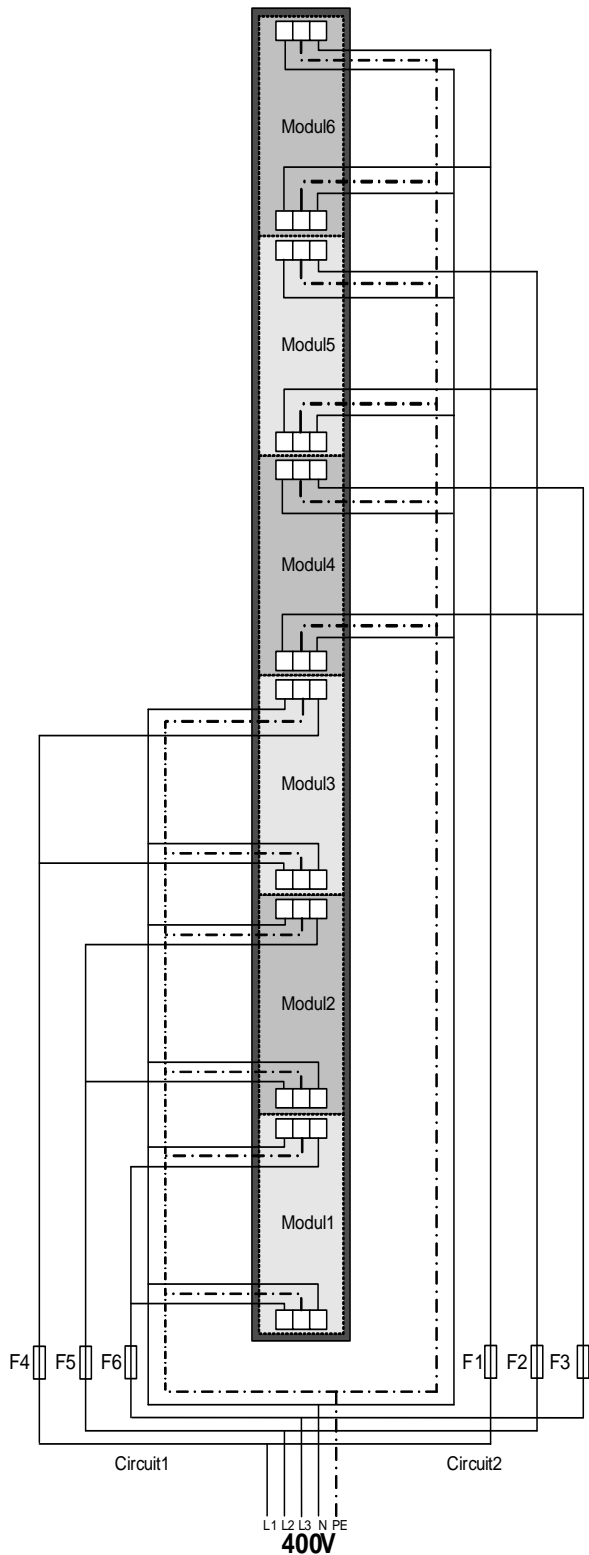 Modul6
Modul5
Modul4
Modul3
Modul2
Modul1
F4 F5 F6 F1 F2 F3
Circuit1 Circuit2
L1 L2 L3 N PE
400V